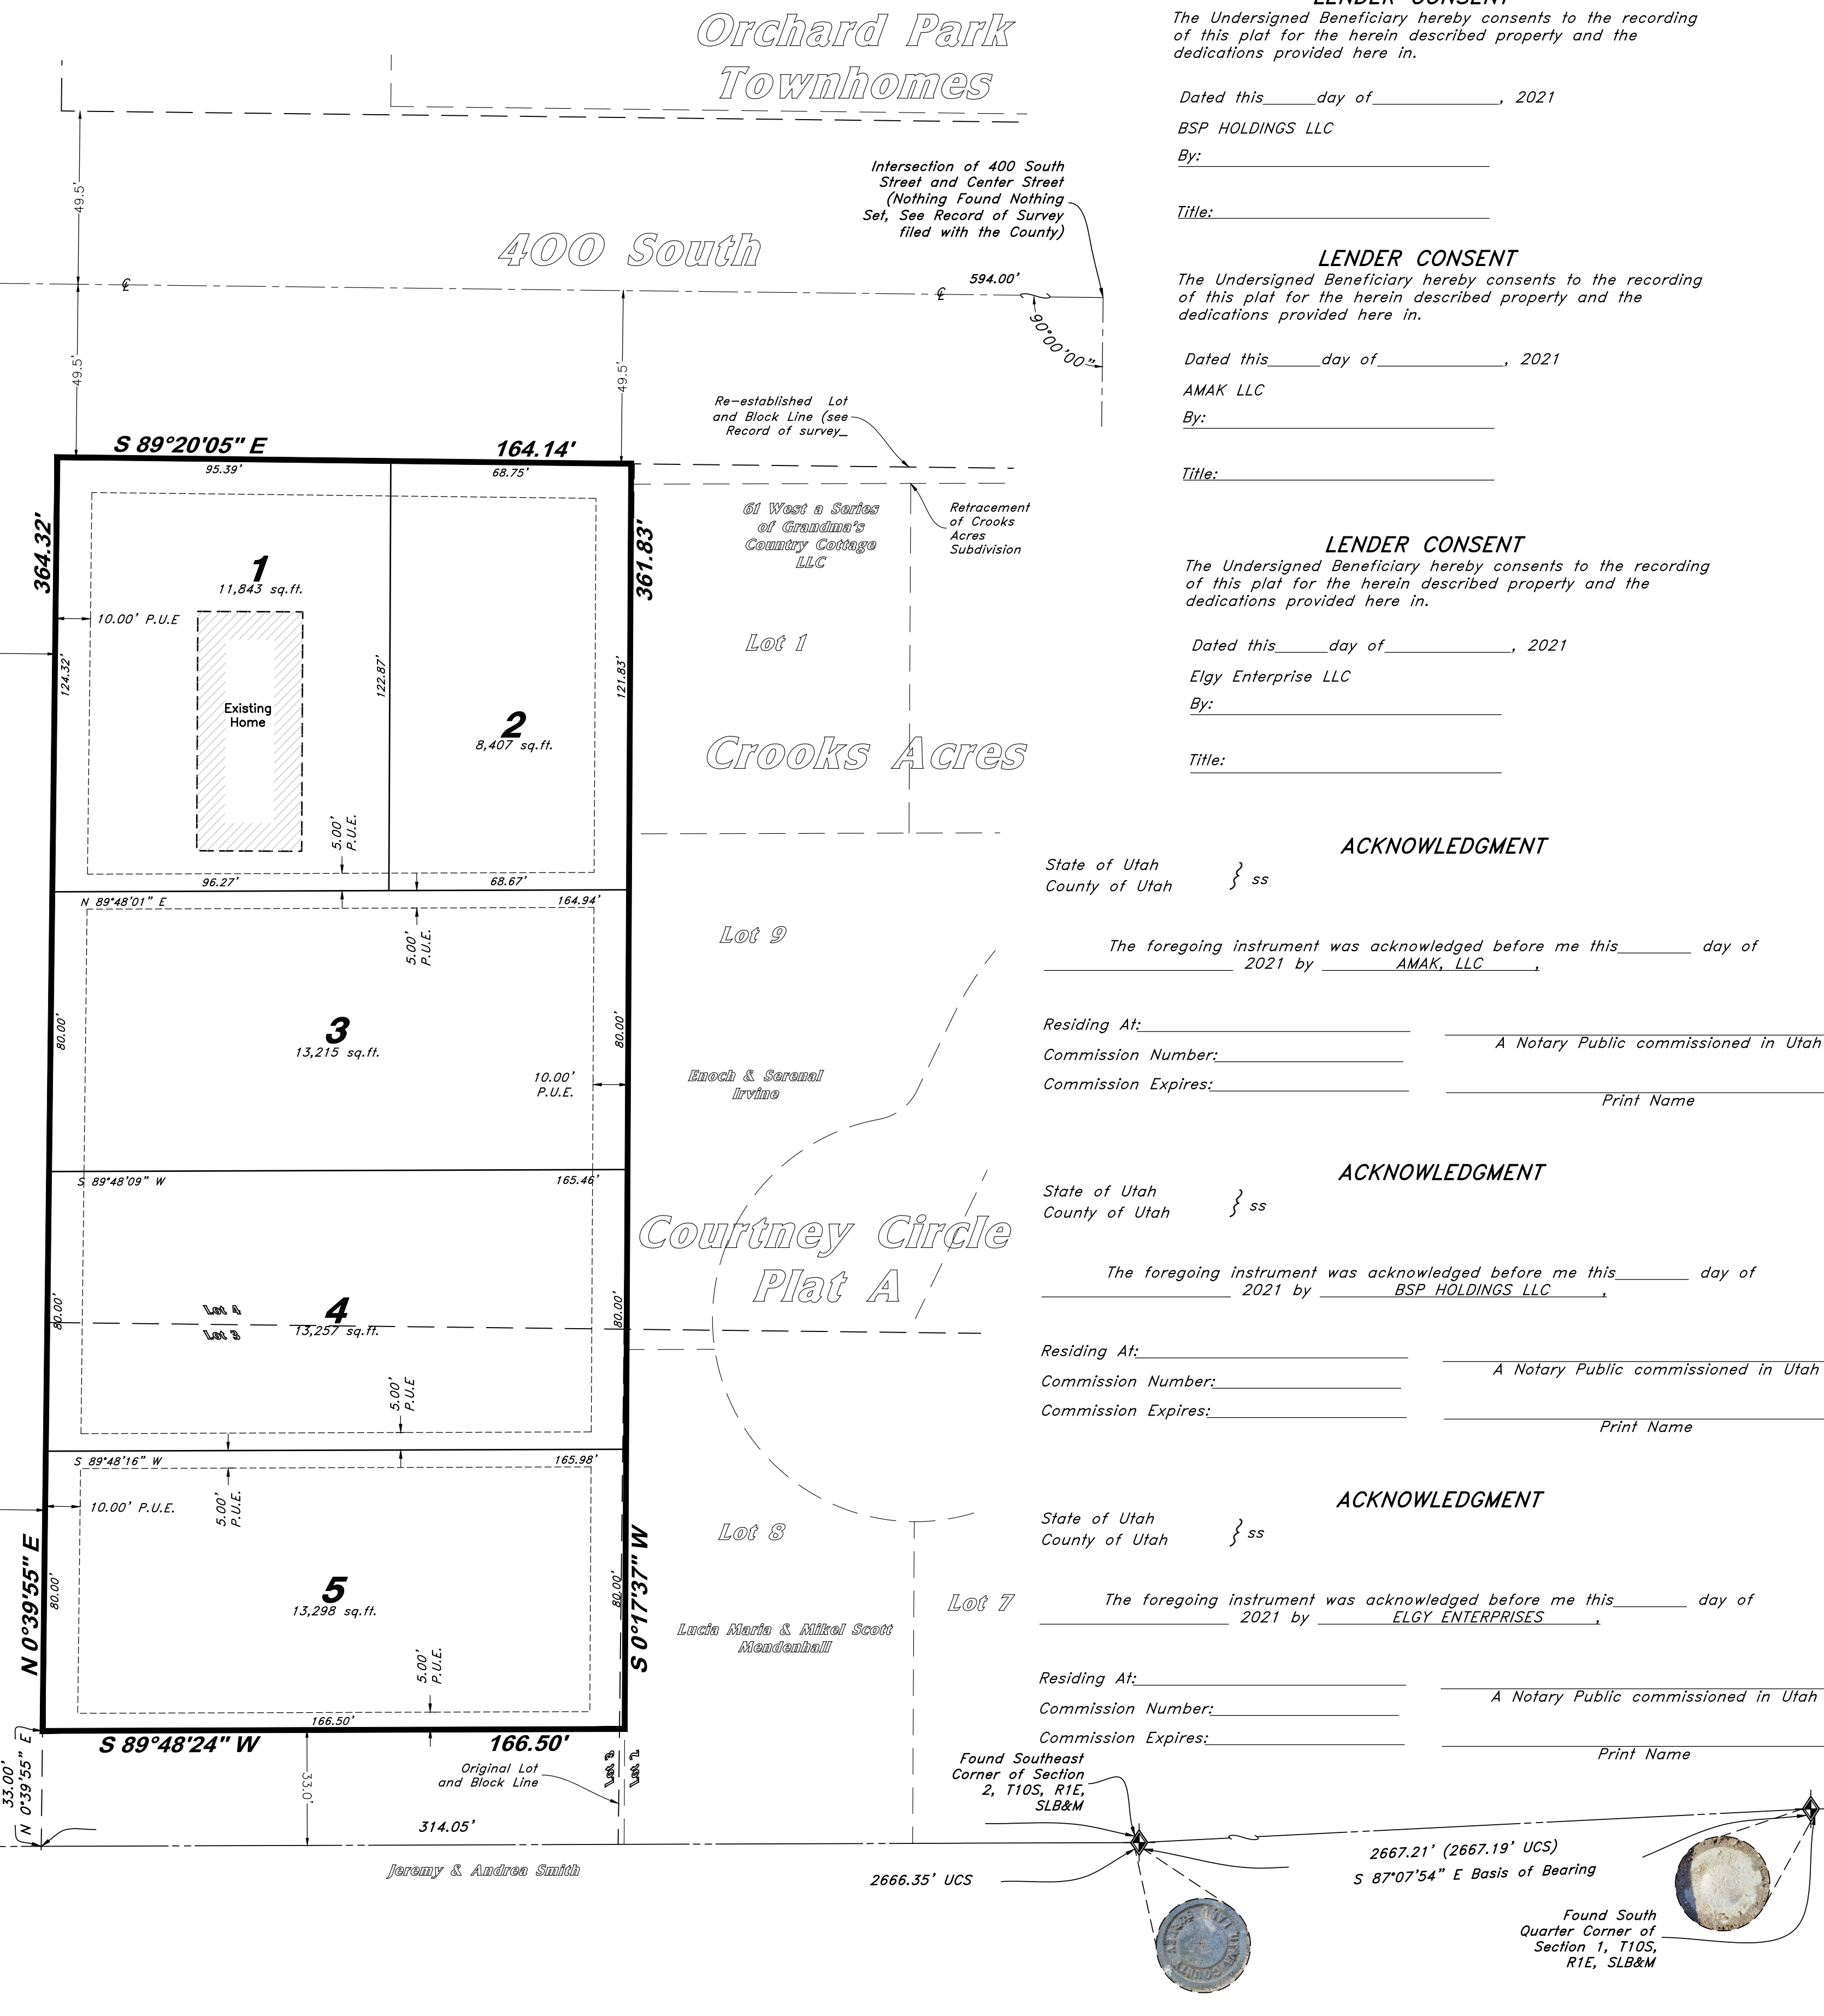 Orchard Park
Townhomes
49.5'
Intersection of 400 South
Street and Center Street
(Nothing Found Nothing
Set, See Record of Survey
filed with the County)
400 South
594.00'
90°00'00"
49.5'
49.5'
Re-established Lot
and Block Line (see
Record of survey_
S 89°20'05" E
164.14'
95.39'
68.75'
364.32'
361.83'
61 West a Series
of Grandma's
Country Cottage
LLC
Retracement
of Crooks
Acres
Subdivision
1
11,843 sq.ft.
10.00' P.U.E
124.32'
122.87'
121.83'
Lot 1
Existing
Home
2
8,407 sq.ft.
Crooks Acres
5.00'
P.U.E.
96.27'
68.67'
N 89°48'01" E
164.94'
5.00'
P.U.E.
Lot 9
3
13,215 sq.ft.
80.00'
80.00'
10.00'
P.U.E.
Enoch & Serenal
Irvine
S 89°48'09" W
165.46'
Courtney Circle
Plat A
80.00'
80.00'
Lot 4
Lot 3
4
13,257 sq.ft.
5.00'
P.U.E
S 89°48'16" W
165.98'
10.00' P.U.E.
5.00'
P.U.E.
Lot 8
N 0°39'55" E
S 0°17'37" W
5
13,298 sq.ft.
80.00'
80.00'
Lot 7
Lucia Maria & Mikel Scott
Mendenhall
5.00'
P.U.E.
166.50'
S 89°48'24" W
166.50'
33.00'
N 0°39'55" E
33.0'
Original Lot
and Block Line
Lot 3
Lot 2
314.05'
Jeremy & Andrea Smith
Found Southeast
Corner of Section
2, T10S, R1E,
SLB&M
2666.35' UCS
2667.21' (2667.19' UCS)
S 87°07'54" E Basis of Bearing
Found South
Quarter Corner of
Section 1, T10S,
R1E, SLB&M
LENDER CONSENT
The Undersigned Beneficiary hereby consents to the recording
of this plat for the herein described property and the
dedications provided here in.
Dated this_____day of____________, 2021
BSP HOLDINGS LLC
By:
Title:
LENDER CONSENT
The Undersigned Beneficiary hereby consents to the recording
of this plat for the herein described property and the
dedications provided here in.
Dated this_____day of____________, 2021
AMAK LLC
By:
Title:
LENDER CONSENT
The Undersigned Beneficiary hereby consents to the recording
of this plat for the herein described property and the
dedications provided here in.
Dated this_____day of____________, 2021
Elgy Enterprise LLC
By:
Title:
ACKNOWLEDGMENT
State of Utah
County of Utah
} ss
The foregoing instrument was acknowledged before me this_______ day of
__________________ 2021 by AMAK, LLC ,
Residing At:
Commission Number:
Commission Expires:
A Notary Public commissioned in Utah
Print Name
ACKNOWLEDGMENT
State of Utah
County of Utah
} ss
The foregoing instrument was acknowledged before me this_______ day of
__________________ 2021 by BSP HOLDINGS LLC ,
Residing At:
Commission Number:
Commission Expires:
A Notary Public commissioned in Utah
Print Name
ACKNOWLEDGMENT
State of Utah
County of Utah
} ss
The foregoing instrument was acknowledged before me this_______ day of
__________________ 2021 by ELGY ENTERPRISES ,
Residing At:
Commission Number:
Commission Expires:
A Notary Public commissioned in Utah
Print Name